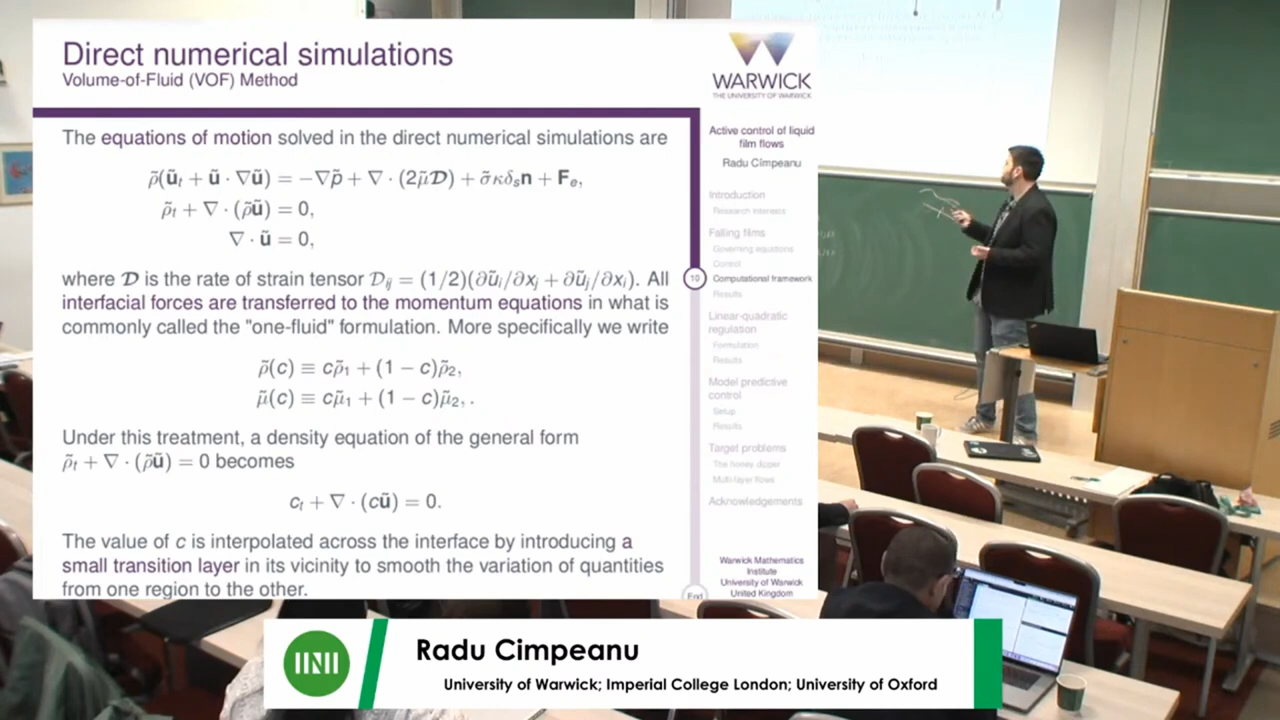 Direct numerical simulations
Volume-of-Fluid (VOF) Method
The equations of motion solved in the direct numerical simulations are
ρ̃(ũₜ + ũ · ∇ũ) = −∇p̃ + ∇ · (2μ̃𝓓) + σ̃κδₛn + Fₑ,
ρ̃ₜ + ∇ · (ρ̃ũ) = 0,
∇ · ũ = 0,
where 𝓓 is the rate of strain tensor 𝓓ᵢⱼ = (1/2)(∂ũᵢ/∂xⱼ + ∂ũⱼ/∂xᵢ). All
interfacial forces are transferred to the momentum equations in what is
commonly called the "one-fluid" formulation. More specifically we write
ρ̃(c) ≡ cρ̃₁ + (1 − c)ρ̃₂,
μ̃(c) ≡ cμ̃₁ + (1 − c)μ̃₂, .
Under this treatment, a density equation of the general form
ρ̃ₜ + ∇ · (ρ̃ũ) = 0 becomes
cₜ + ∇ · (cũ) = 0.
The value of c is interpolated across the interface by introducing a
small transition layer in its vicinity to smooth the variation of quantities
from one region to the other.
WARWICK
THE UNIVERSITY OF WARWICK
Active control of liquid
film flows
Radu Cimpeanu
Introduction
Research interests
Falling films
Governing equations
Control
Computational framework
Results
Linear-quadratic
regulation
Formulation
Results
Model predictive
control
Setup
Results
Target problems
The honey dipper
Multi-layer flows
Acknowledgements
10
Warwick Mathematics
Institute
University of Warwick
United Kingdom
End
Radu Cimpeanu
University of Warwick; Imperial College London; University of Oxford